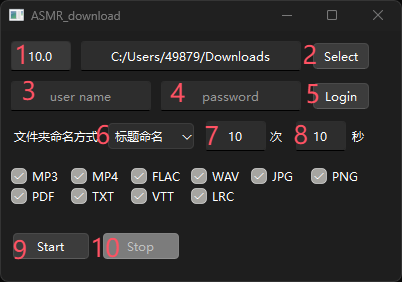 ASMR_download
1 10.0 C:/Users/49879/Downloads 2 Select
3 user name 4 password 5 Login
文件夹命名方式 6 标题命名 7 10 次 8 10 秒
MP3 MP4 FLAC WAV JPG PNG
PDF TXT VTT LRC
9 Start 10 Stop